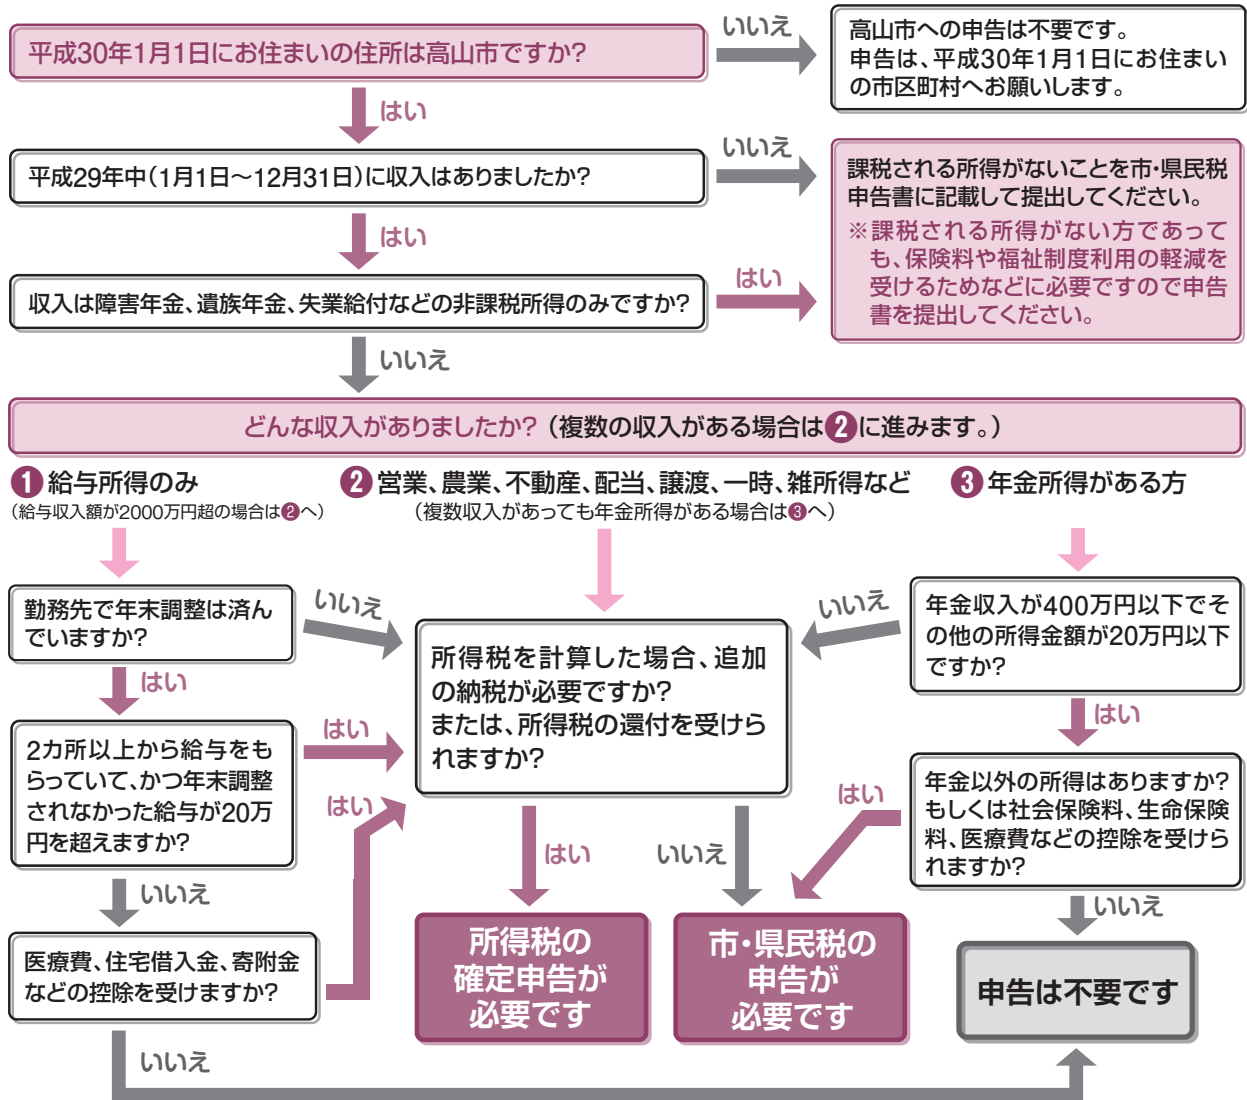 平成30年1月1日にお住まいの住所は高山市ですか?
いいえ
高山市への申告は不要です。
申告は、平成30年1月1日にお住まい
の市区町村へお願いします。
はい
平成29年中(1月1日～12月31日)に収入はありましたか?
いいえ
課税される所得がないことを市・県民税
申告書に記載して提出してください。
※課税される所得がない方であって
も、保険料や福祉制度利用の軽減を
受けるためなどに必要ですので申告
書を提出してください。
はい
収入は障害年金、遺族年金、失業給付などの非課税所得のみですか?
はい
いいえ
どんな収入がありましたか?(複数の収入がある場合は❷に進みます。)
❶給与所得のみ
(給与収入額が2000万円超の場合は❷へ)
❷営業、農業、不動産、配当、譲渡、一時、雑所得など
(複数収入があっても年金所得がある場合は❸へ)
❸年金所得がある方
勤務先で年末調整は済ん
でいますか?
いいえ
はい
2カ所以上から給与をも
らっていて、かつ年末調整
されなかった給与が20万
円を超えますか?
はい
いいえ
医療費、住宅借入金、寄附金
などの控除を受けますか?
はい
いいえ
所得税を計算した場合、追加
の納税が必要ですか?
または、所得税の還付を受けら
れますか?
はい
いいえ
年金収入が400万円以下でそ
の他の所得金額が20万円以下
ですか?
いいえ
はい
年金以外の所得はありますか?
もしくは社会保険料、生命保険
料、医療費などの控除を受けら
れますか?
はい
いいえ
所得税の
確定申告が
必要です
市・県民税の
申告が
必要です
申告は不要です